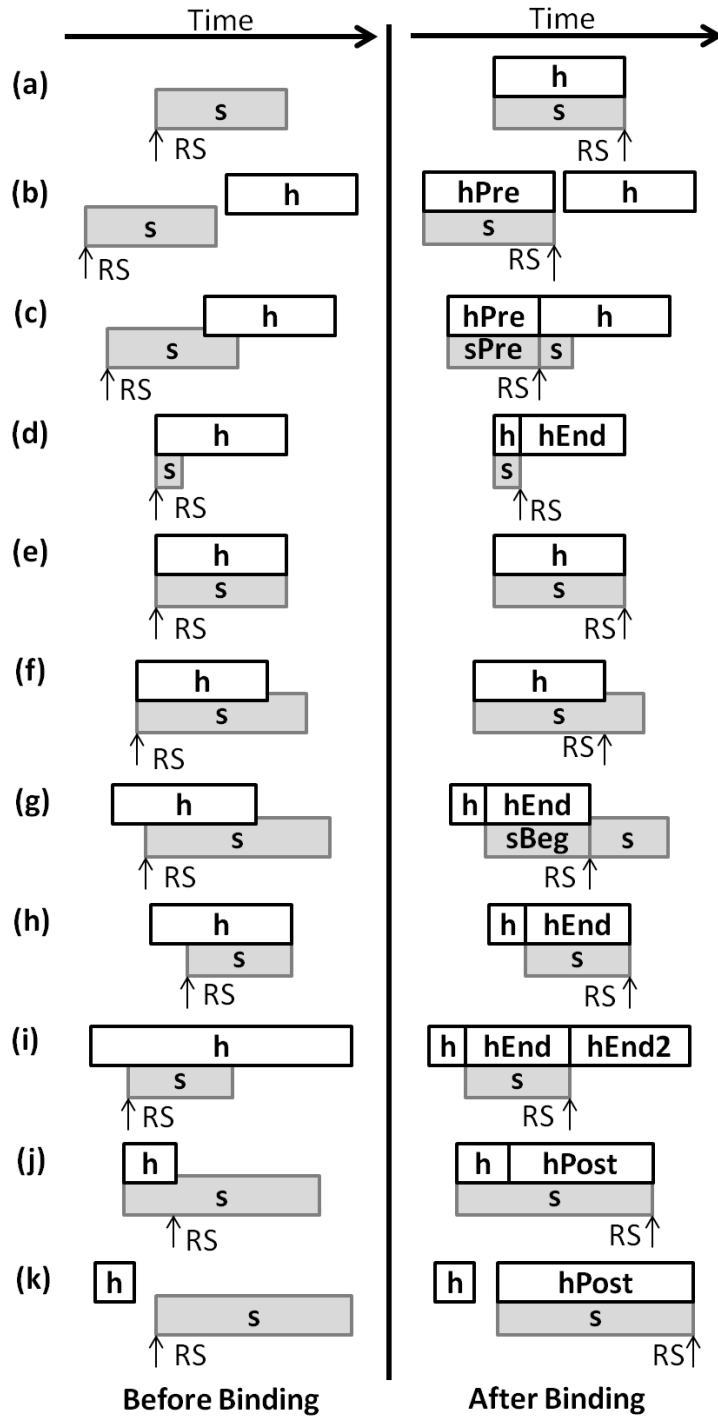 Time Time
(a) h
s s
RS RS
(b) h hPre h
s s
RS RS
(c) h hPre h
s sPre s
RS RS
(d) h h hEnd
s s
RS RS
(e) h h
s s
RS RS
(f) h h
s s
RS RS
(g) h h hEnd
s sBeg s
RS RS
(h) h h hEnd
s s
RS RS
(i) h h hEnd hEnd2
s s
RS RS
(j) h h hPost
s s
RS RS
(k) h h hPost
s s
RS RS
Before Binding After Binding